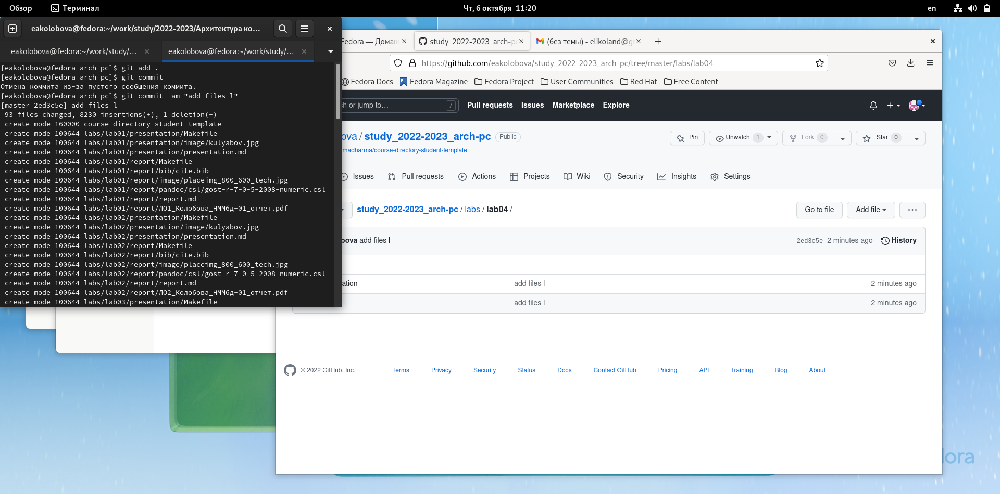 Обзор Терминал Чт, 6 октября 11:20 en
eakolobova@fedora:~/work/study/2022-2023/Архитектура ко...
eakolobova@fedora:~/work/study/... eakolobova@fedora:~/work/study/...
[eakolobova@fedora arch-pc]$ git add .
[eakolobova@fedora arch-pc]$ git commit
Отмена коммита из-за пустого сообщения коммита.
[eakolobova@fedora arch-pc]$ git commit -am "add files l"
[master 2ed3c5e] add files l
93 files changed, 8230 insertions(+), 1 deletion(-)
create mode 160000 course-directory-student-template
create mode 100644 labs/lab01/presentation/Makefile
create mode 100644 labs/lab01/presentation/image/kulyabov.jpg
create mode 100644 labs/lab01/presentation/presentation.md
create mode 100644 labs/lab01/report/Makefile
create mode 100644 labs/lab01/report/bib/cite.bib
create mode 100644 labs/lab01/report/image/placeimg_800_600_tech.jpg
create mode 100644 labs/lab01/report/pandoc/csl/gost-r-7-0-5-2008-numeric.csl
create mode 100644 labs/lab01/report/report.md
create mode 100644 labs/lab01/report/ЛО1_Колобова_НММбд-01_отчет.pdf
create mode 100644 labs/lab02/presentation/Makefile
create mode 100644 labs/lab02/presentation/image/kulyabov.jpg
create mode 100644 labs/lab02/presentation/presentation.md
create mode 100644 labs/lab02/report/Makefile
create mode 100644 labs/lab02/report/bib/cite.bib
create mode 100644 labs/lab02/report/image/placeimg_800_600_tech.jpg
create mode 100644 labs/lab02/report/pandoc/csl/gost-r-7-0-5-2008-numeric.csl
create mode 100644 labs/lab02/report/report.md
create mode 100644 labs/lab02/report/ЛО2_Колобова_НММбд-01_отчет.pdf
create mode 100644 labs/lab03/presentation/Makefile
Fedora — Домаш study_2022-2023_arch-pc (без темы) - elikoland@g
https://github.com/eakolobova/study_2022-2023_arch-pc/tree/master/labs/lab04
Fedora Docs Fedora Magazine Fedora Project User Communities Red Hat Free Content
ch or jump to… / Pull requests Issues Marketplace Explore
ova / study_2022-2023_arch-pc Public Pin Unwatch 1 Fork 0 Star 0
madharma/course-directory-student-template
Issues Pull requests Actions Projects Wiki Security Insights Settings
study_2022-2023_arch-pc / labs / lab04 / Go to file Add file ...
bova add files l 2ed3c5e 2 minutes ago History
ation add files l 2 minutes ago
add files l 2 minutes ago
© 2022 GitHub, Inc. Terms Privacy Security Status Docs Contact GitHub Pricing API Training Blog About
dora